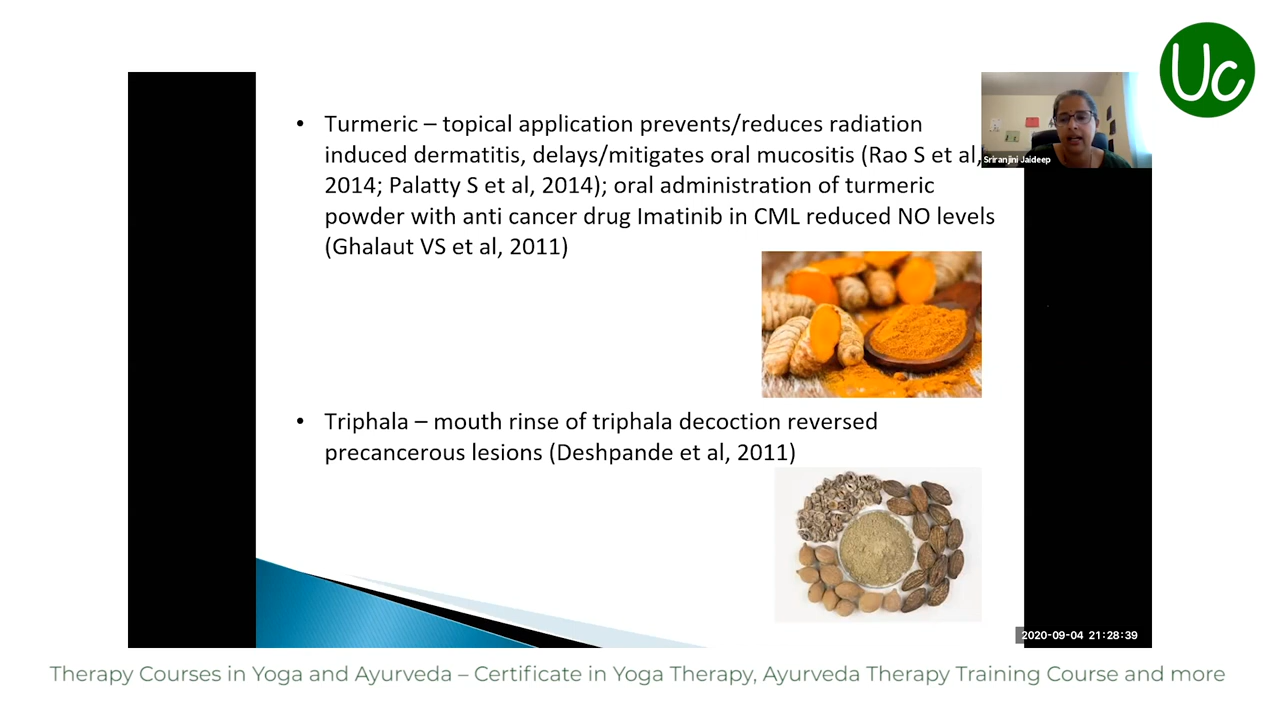 Uc
• Turmeric – topical application prevents/reduces radiation
induced dermatitis, delays/mitigates oral mucositis (Rao S et al,
2014; Palatty S et al, 2014); oral administration of turmeric
powder with anti cancer drug Imatinib in CML reduced NO levels
(Ghalaut VS et al, 2011)
Sriranjini Jaideep
• Triphala – mouth rinse of triphala decoction reversed
precancerous lesions (Deshpande et al, 2011)
2020-09-04 21:28:39
Therapy Courses in Yoga and Ayurveda – Certificate in Yoga Therapy, Ayurveda Therapy Training Course and more